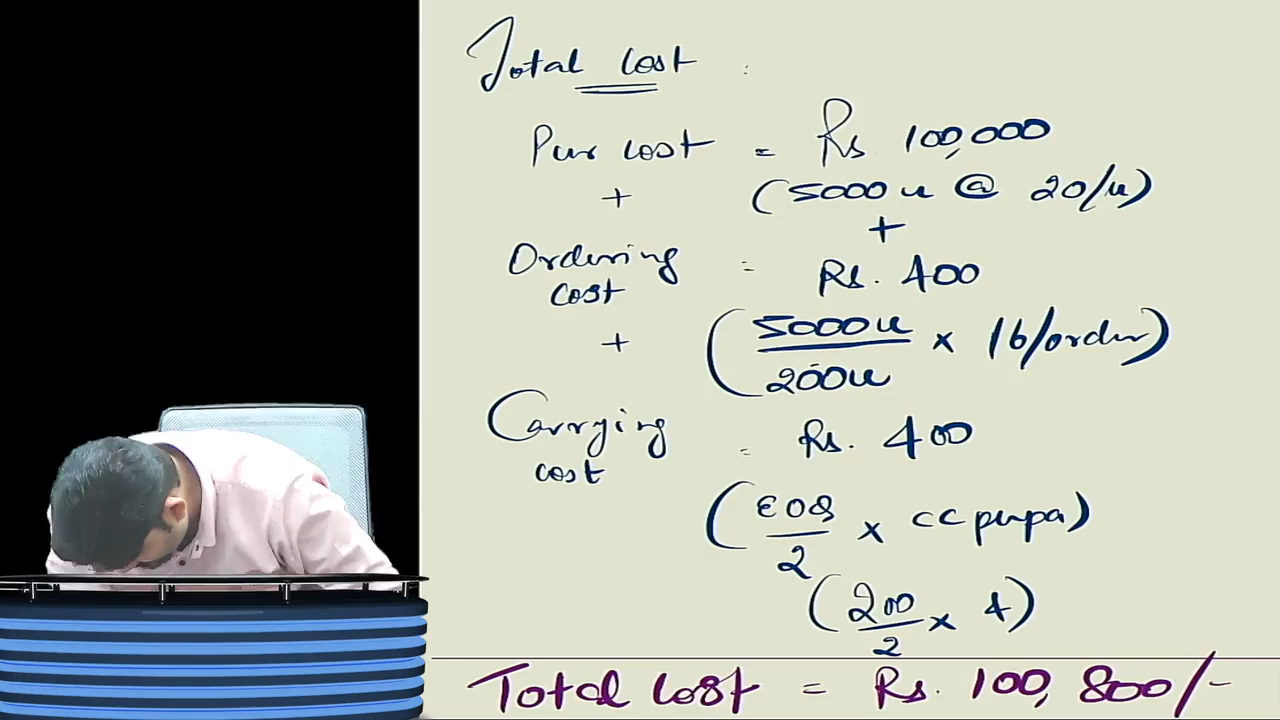 Total cost :
Pur cost = Rs. 100,000
+ (5000 u @ 20/u)
+
Ordering cost = Rs. 400
+ (5000u / 200u × 16/order)
Carrying cost = Rs. 400
(EOQ / 2 × cc pupa)
(200 / 2 × 4)
Total cost = Rs. 100,800/-